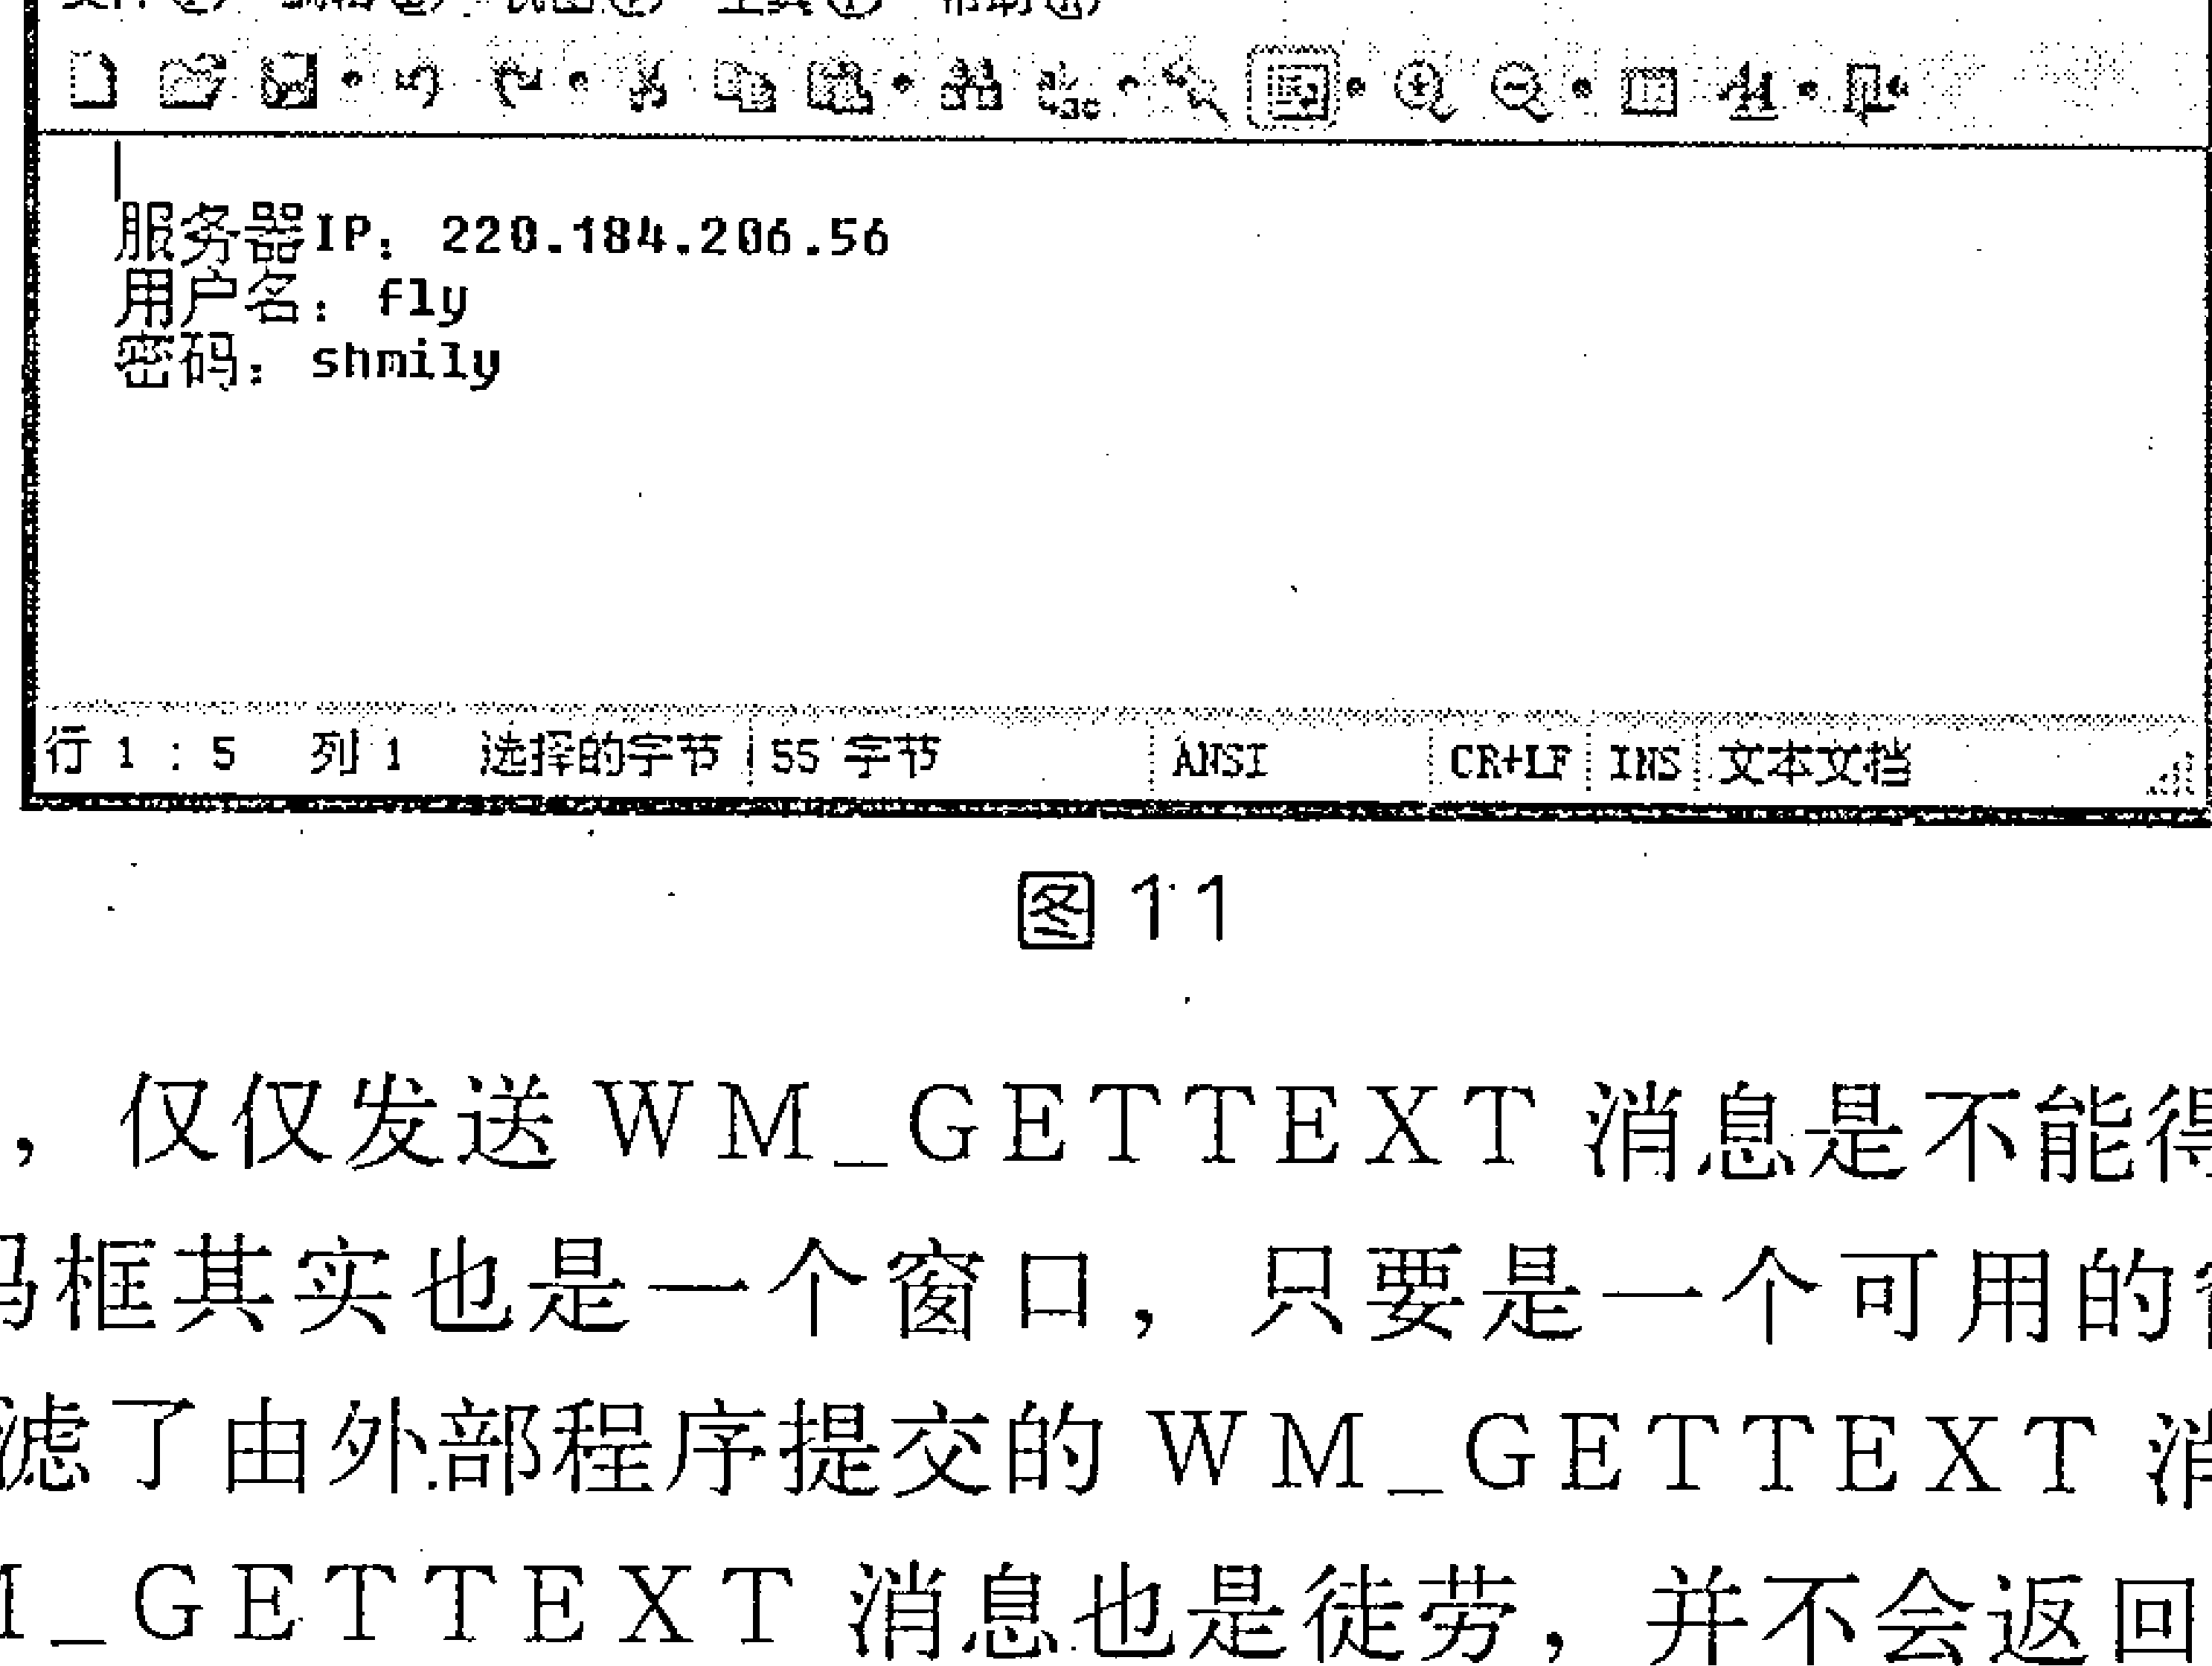 服务器IP：220.184.206.56
用户名：fly
密码：shmily
行 1 : 5 列 1 选择的字节 55 字节 ANSI CR+LF INS 文本文档
图 11
，仅仅发送 WM_GETTEXT 消息是不能得
框其实也是一个窗口，只要是一个可用的
滤了由外部程序提交的 WM_GETTEXT 消
_GETTEXT 消息也是徒劳，并不会返回